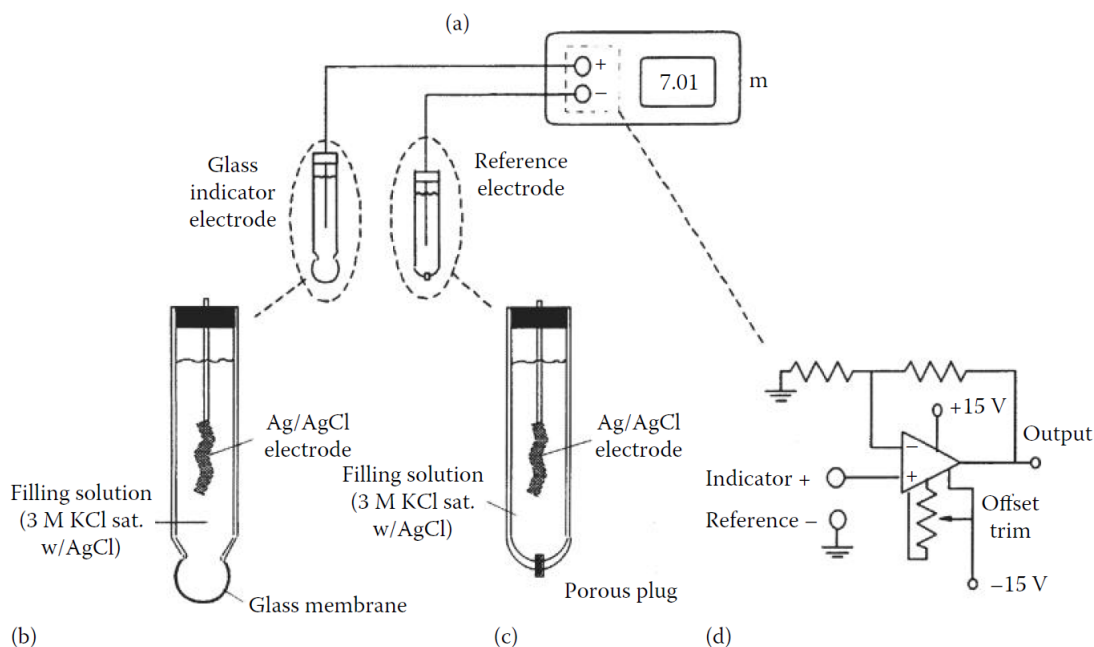 (a)
+
−
7.01
m
Glass
indicator
electrode
Reference
electrode
Ag/AgCl
electrode
Filling solution
(3 M KCl sat.
w/AgCl)
Glass membrane
(b)
Ag/AgCl
electrode
Filling solution
(3 M KCl sat.
w/AgCl)
Porous plug
(c)
+15 V
Output
−
+
Indicator +
Reference −
Offset
trim
−15 V
(d)